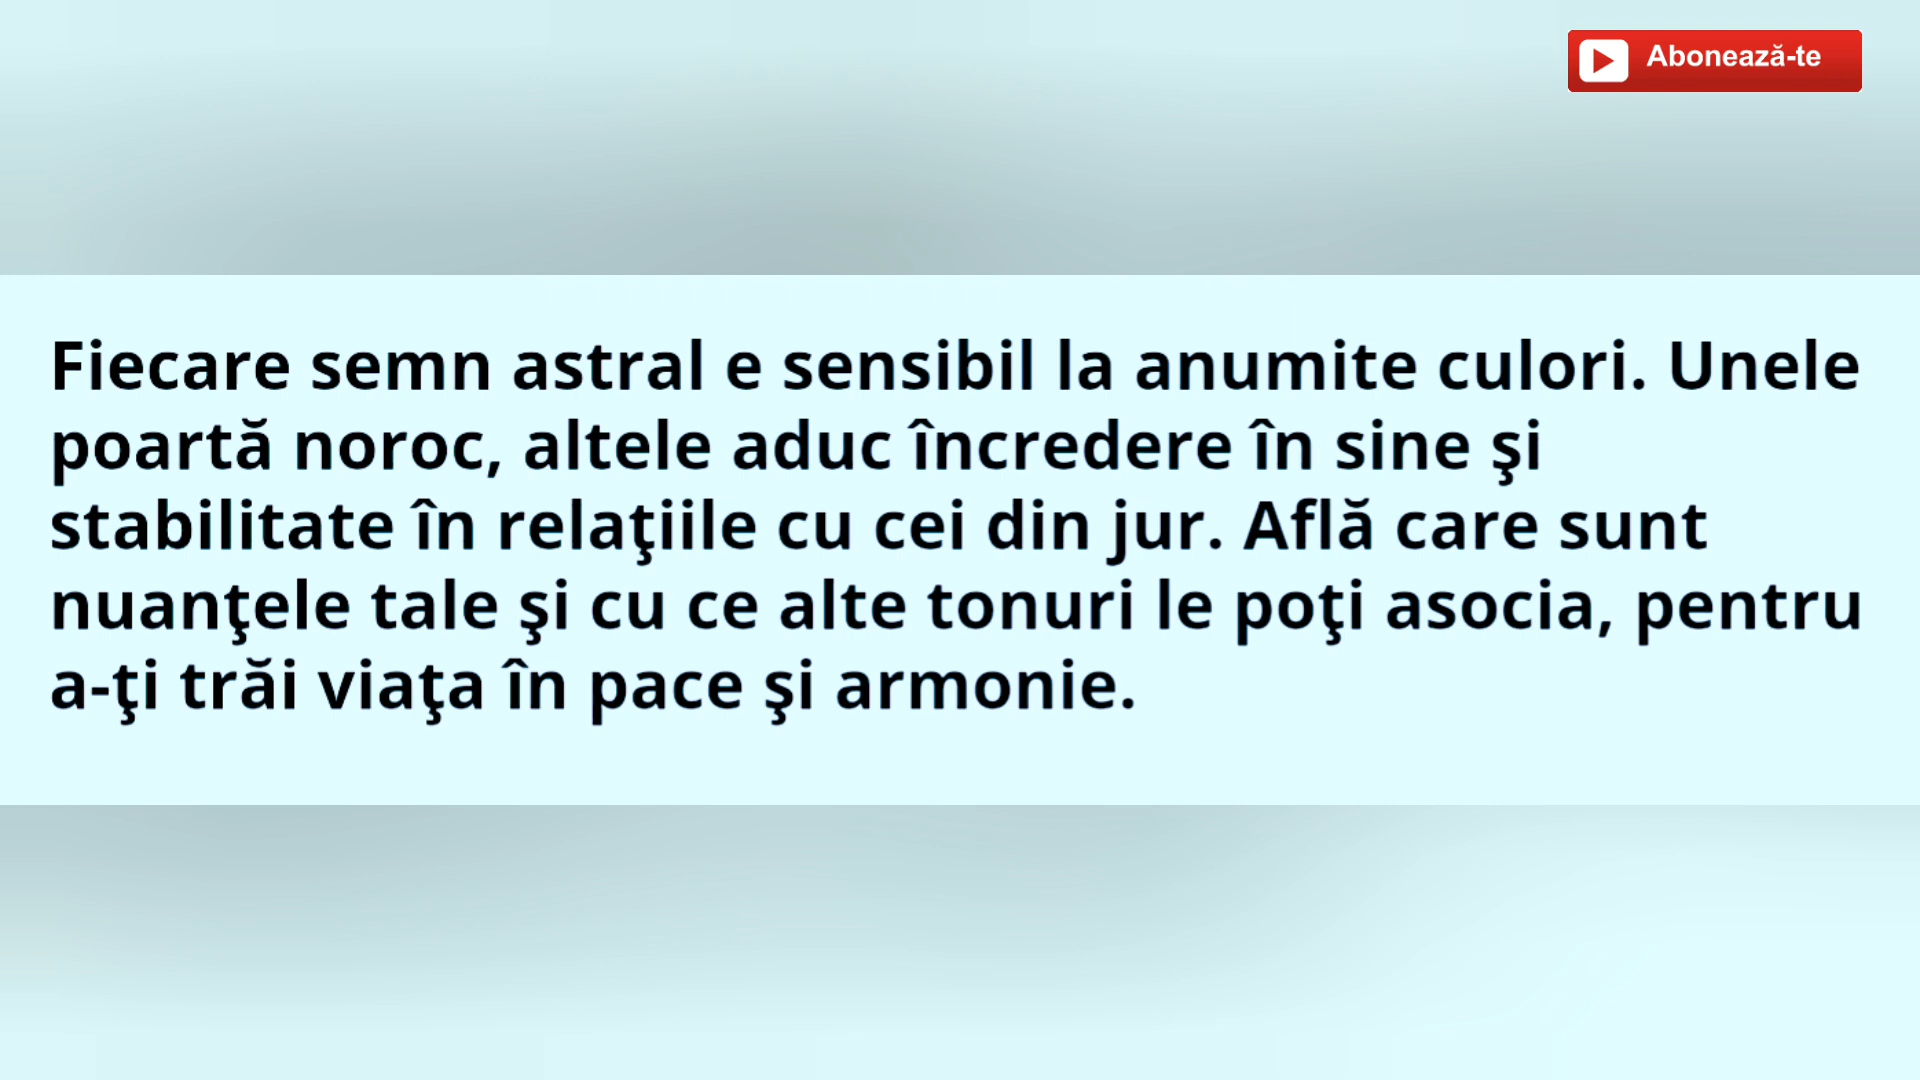 Abonează-te
Fiecare semn astral e sensibil la anumite culori. Unele
poartă noroc, altele aduc încredere în sine şi
stabilitate în relaţiile cu cei din jur. Află care sunt
nuanţele tale şi cu ce alte tonuri le poţi asocia, pentru
a-ţi trăi viaţa în pace şi armonie.